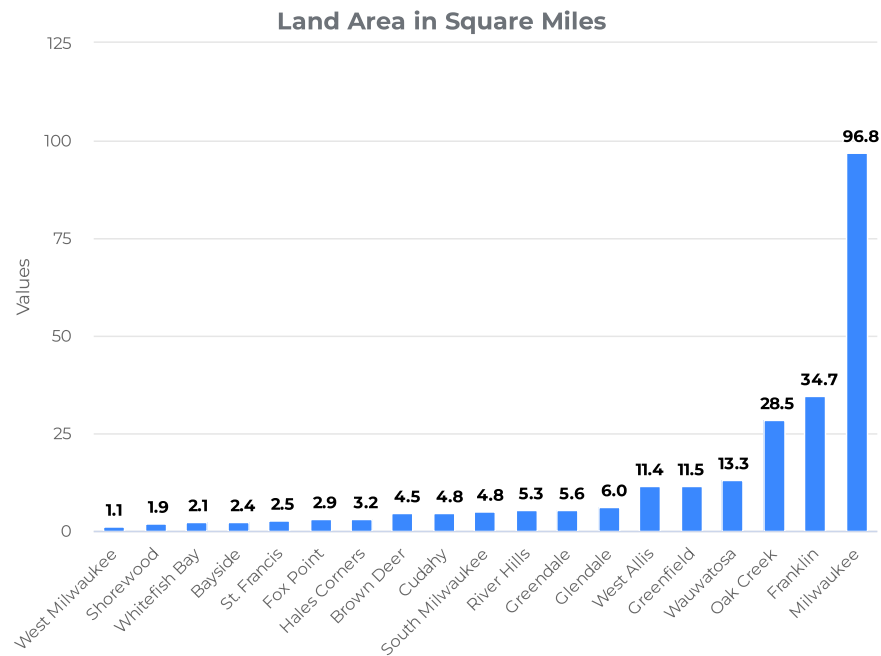 Land Area in Square Miles
125
100
75
50
25
0
Values
1.1
1.9
2.1
2.4
2.5
2.9
3.2
4.5
4.8
4.8
5.3
5.6
6.0
11.4
11.5
13.3
28.5
34.7
96.8
West Milwaukee
Shorewood
Whitefish Bay
Bayside
St. Francis
Fox Point
Hales Corners
Brown Deer
Cudahy
South Milwaukee
River Hills
Greendale
Glendale
West Allis
Greenfield
Wauwatosa
Oak Creek
Franklin
Milwaukee